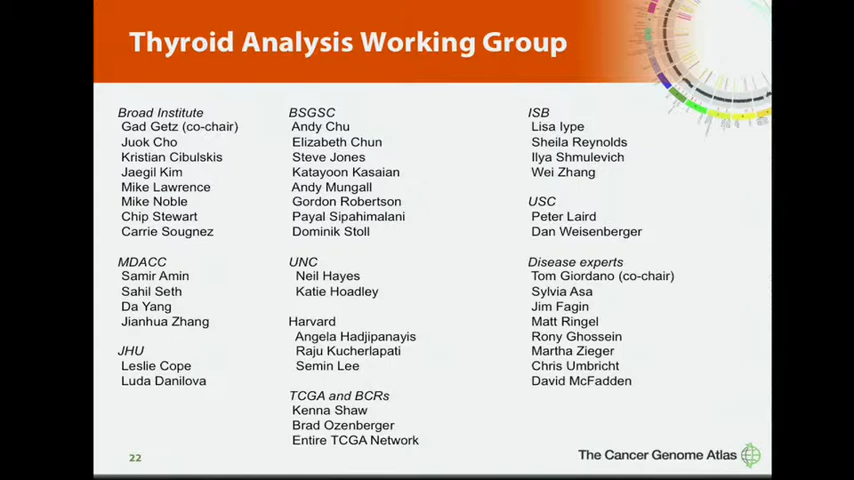 Thyroid Analysis Working Group
Broad Institute
Gad Getz (co-chair)
Juok Cho
Kristian Cibulskis
Jaegil Kim
Mike Lawrence
Mike Noble
Chip Stewart
Carrie Sougnez
MDACC
Samir Amin
Sahil Seth
Da Yang
Jianhua Zhang
JHU
Leslie Cope
Luda Danilova
BSGSC
Andy Chu
Elizabeth Chun
Steve Jones
Katayoon Kasaian
Andy Mungall
Gordon Robertson
Payal Sipahimalani
Dominik Stoll
UNC
Neil Hayes
Katie Hoadley
Harvard
Angela Hadjipanayis
Raju Kucherlapati
Semin Lee
TCGA and BCRs
Kenna Shaw
Brad Ozenberger
Entire TCGA Network
ISB
Lisa Iype
Sheila Reynolds
Ilya Shmulevich
Wei Zhang
USC
Peter Laird
Dan Weisenberger
Disease experts
Tom Giordano (co-chair)
Sylvia Asa
Jim Fagin
Matt Ringel
Rony Ghossein
Martha Zieger
Chris Umbricht
David McFadden
22
The Cancer Genome Atlas